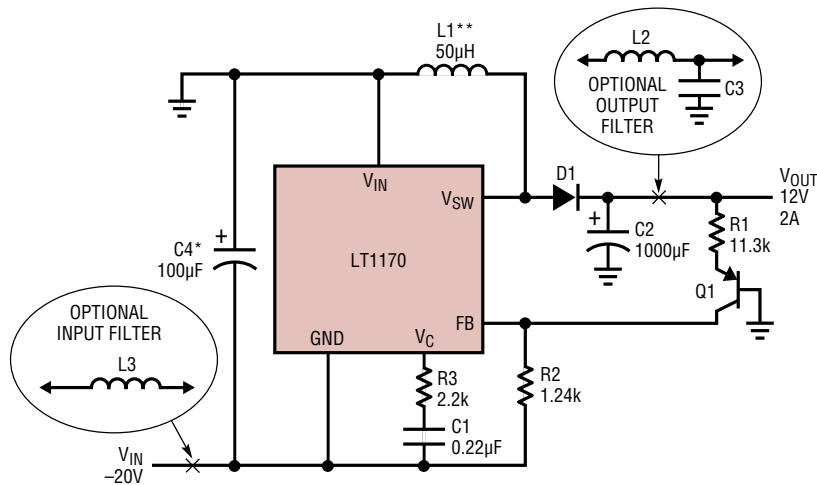 L1**
50µH
L2
C3
OPTIONAL
OUTPUT
FILTER
VIN
VSW
D1
VOUT
12V
2A
+
C2
1000µF
R1
11.3k
C4*
100µF
+
LT1170
Q1
OPTIONAL
INPUT FILTER
L3
GND
VC
FB
R3
2.2k
R2
1.24k
C1
0.22µF
VIN
–20V